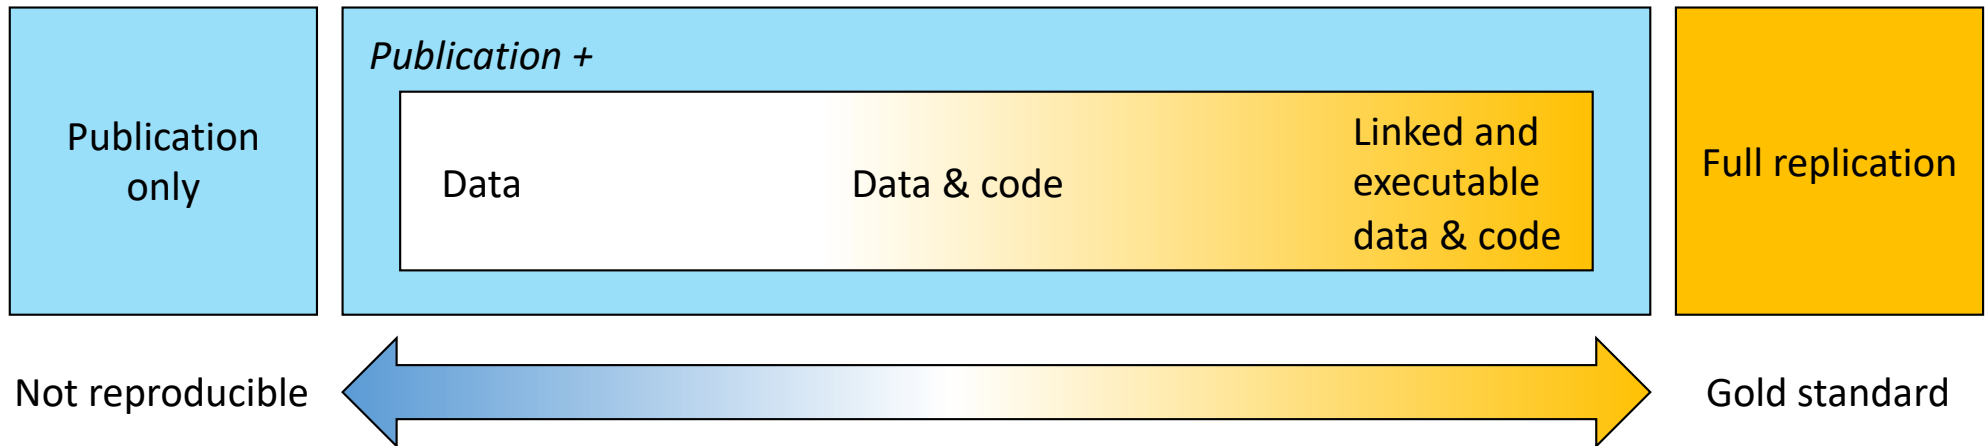 Publication
only
Publication +
Data
Data & code
Linked and
executable
data & code
Full replication
Not reproducible
Gold standard